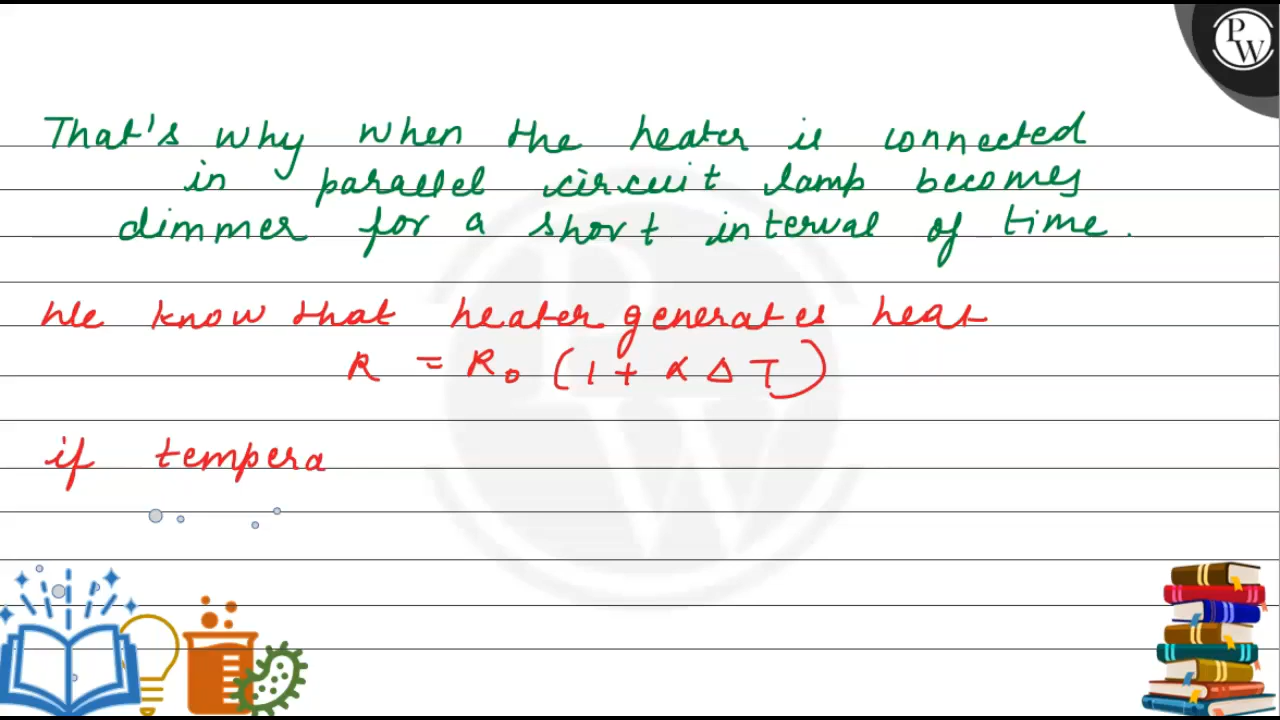 PW
That's why when the heater is connected
in parallel circuit lamp becomes
dimmer for a short interval of time.
We know that heater generates heat
R = R₀ (1 + α Δ T)
if tempera